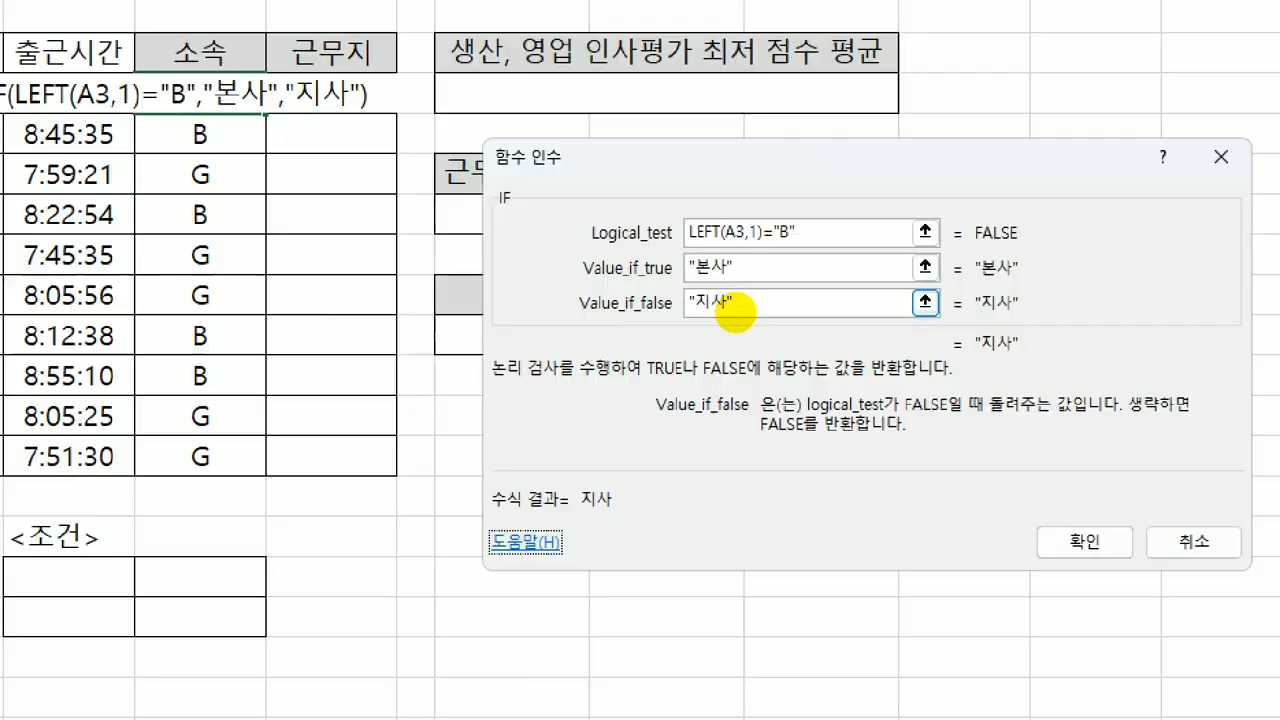 출근시간 소속 근무지 생산, 영업 인사평가 최저 점수 평균
F(LEFT(A3,1)="B","본사","지사")
8:45:35 B
7:59:21 G
8:22:54 B
7:45:35 G
8:05:56 G
8:12:38 B
8:55:10 B
8:05:25 G
7:51:30 G
<조건>
함수 인수 ?
IF
Logical_test LEFT(A3,1)="B" = FALSE
Value_if_true "본사" = "본사"
Value_if_false "지사" = "지사"
= "지사"
논리 검사를 수행하여 TRUE나 FALSE에 해당하는 값을 반환합니다.
Value_if_false 은(는) logical_test가 FALSE일 때 돌려주는 값입니다. 생략하면
FALSE를 반환합니다.
수식 결과= 지사
도움말(H) 확인 취소